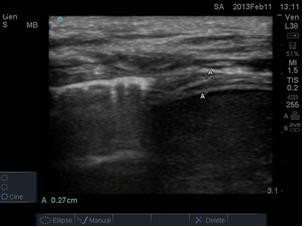 SA 2013Feb11 13:11
Gen
S MB
Ven
L38
51%
MI
1.5
TIS
0.2
255
A
B
A
A
3.1
A 0.27cm
Cine
Ellipse Manual Delete